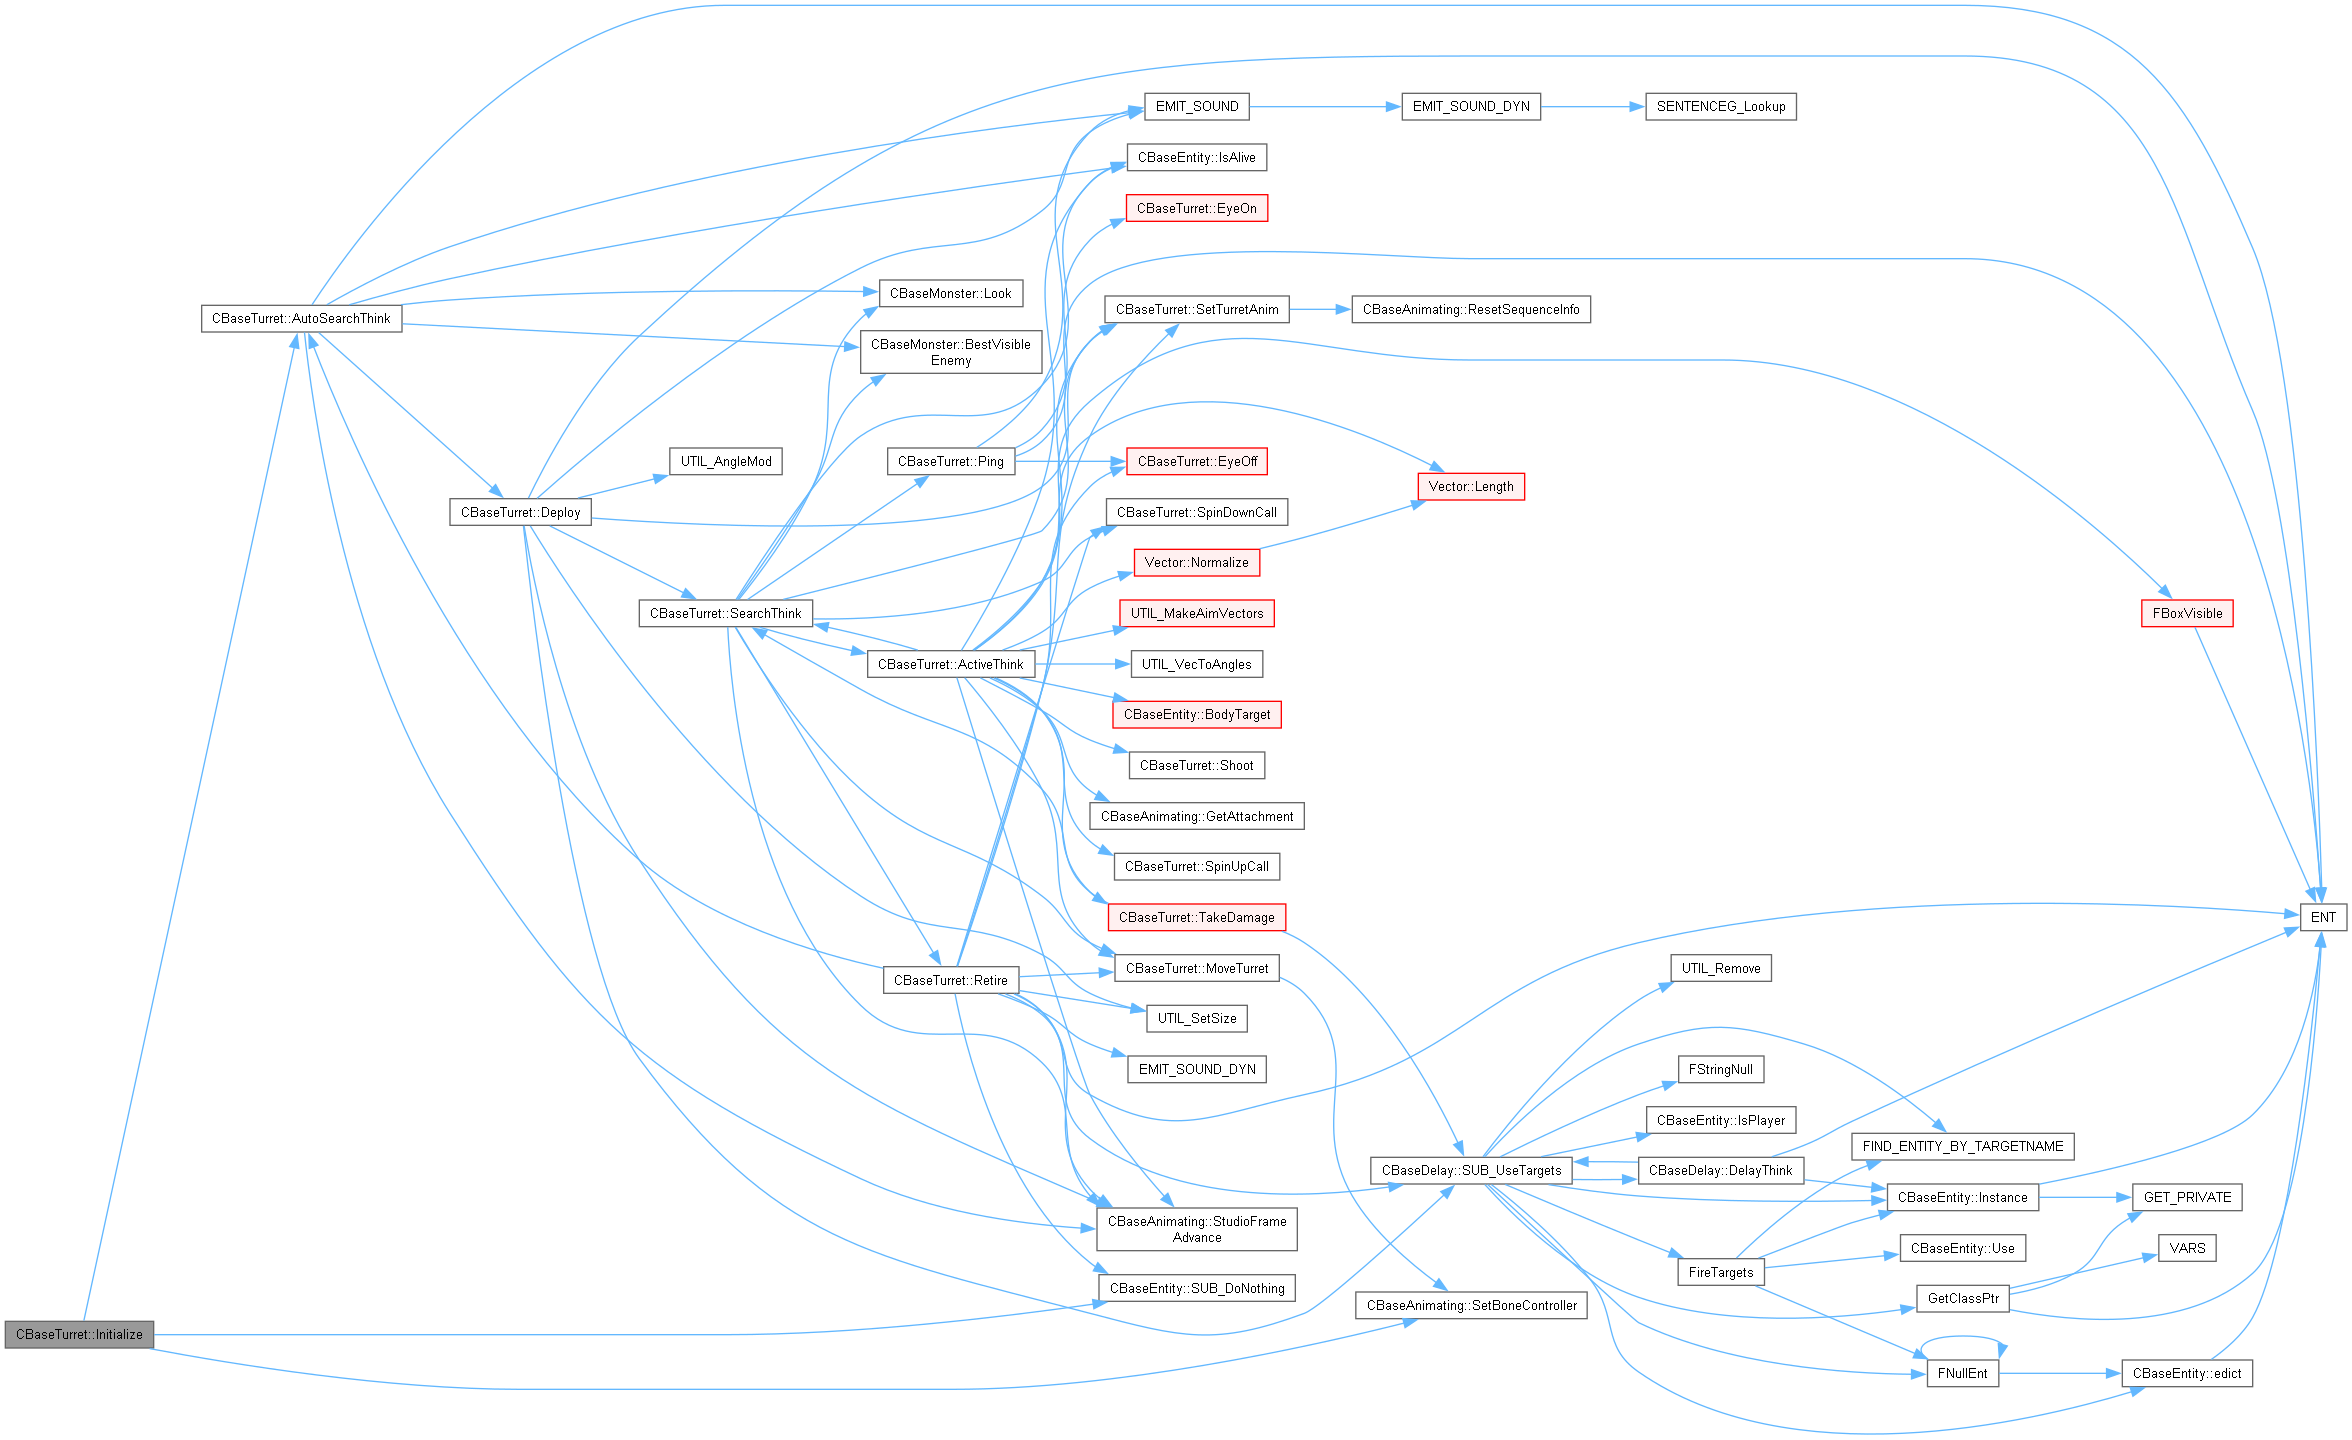 EMIT_SOUND
EMIT_SOUND_DYN
SENTENCEG_Lookup
CBaseEntity::IsAlive
CBaseTurret::EyeOn
CBaseMonster::Look
CBaseTurret::AutoSearchThink
CBaseTurret::SetTurretAnim
CBaseAnimating::ResetSequenceInfo
CBaseMonster::BestVisible
Enemy
UTIL_AngleMod
CBaseTurret::Ping
CBaseTurret::EyeOff
Vector::Length
CBaseTurret::Deploy
CBaseTurret::SpinDownCall
Vector::Normalize
CBaseTurret::SearchThink
UTIL_MakeAimVectors
FBoxVisible
CBaseTurret::ActiveThink
UTIL_VecToAngles
CBaseEntity::BodyTarget
CBaseTurret::Shoot
CBaseAnimating::GetAttachment
CBaseTurret::SpinUpCall
CBaseTurret::TakeDamage
ENT
CBaseTurret::Retire
CBaseTurret::MoveTurret
UTIL_Remove
UTIL_SetSize
EMIT_SOUND_DYN
FStringNull
CBaseEntity::IsPlayer
FIND_ENTITY_BY_TARGETNAME
CBaseDelay::SUB_UseTargets
CBaseDelay::DelayThink
CBaseEntity::Instance
GET_PRIVATE
CBaseAnimating::StudioFrame
Advance
CBaseEntity::Use
VARS
FireTargets
CBaseEntity::SUB_DoNothing
GetClassPtr
CBaseAnimating::SetBoneController
CBaseTurret::Initialize
FNullEnt
CBaseEntity::edict